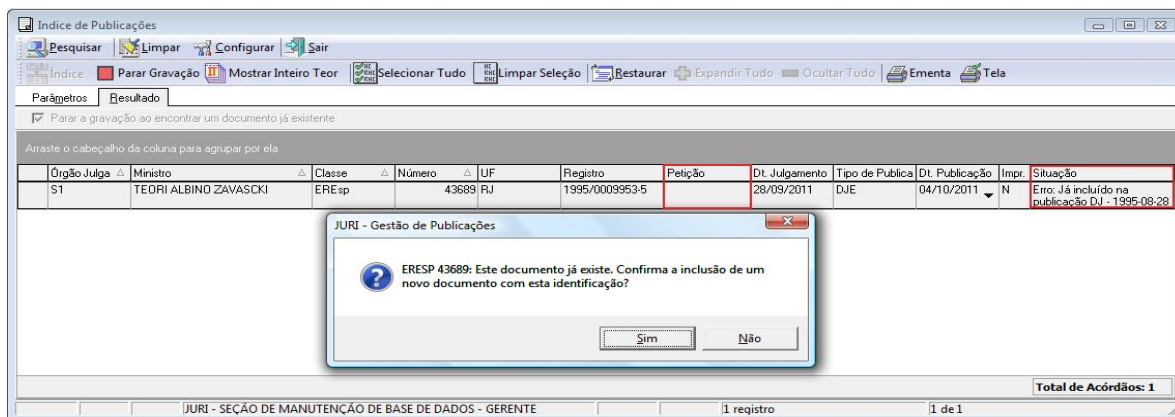 Indice de Publicações
Pesquisar Limpar Configurar Sair
Índice Parar Gravação Mostrar Inteiro Teor Selecionar Tudo Limpar Seleção Restaurar Expandir Tudo Ocultar Tudo Ementa Tela
Parâmetros Resultado
Parar a gravação ao encontrar um documento já existente
Arraste o cabeçalho da coluna para agrupar por ela
Órgão Julga Ministro Classe Número UF Registro Petição Dt. Julgamento Tipo de Publica Dt. Publicação Impr. Situação
S1 TEORI ALBINO ZAVASCKI EREsp 43689 RJ 1995/0009953-5 28/09/2011 DJE 04/10/2011 N Erro: Já incluído na
publicação DJ - 1995-08-28
JURI - Gestão de Publicações
ERESP 43689: Este documento já existe. Confirma a inclusão de um
novo documento com esta identificação?
Sim Não
Total de Acórdãos: 1
JURI - SEÇÃO DE MANUTENÇÃO DE BASE DE DADOS - GERENTE 1 registro 1 de 1